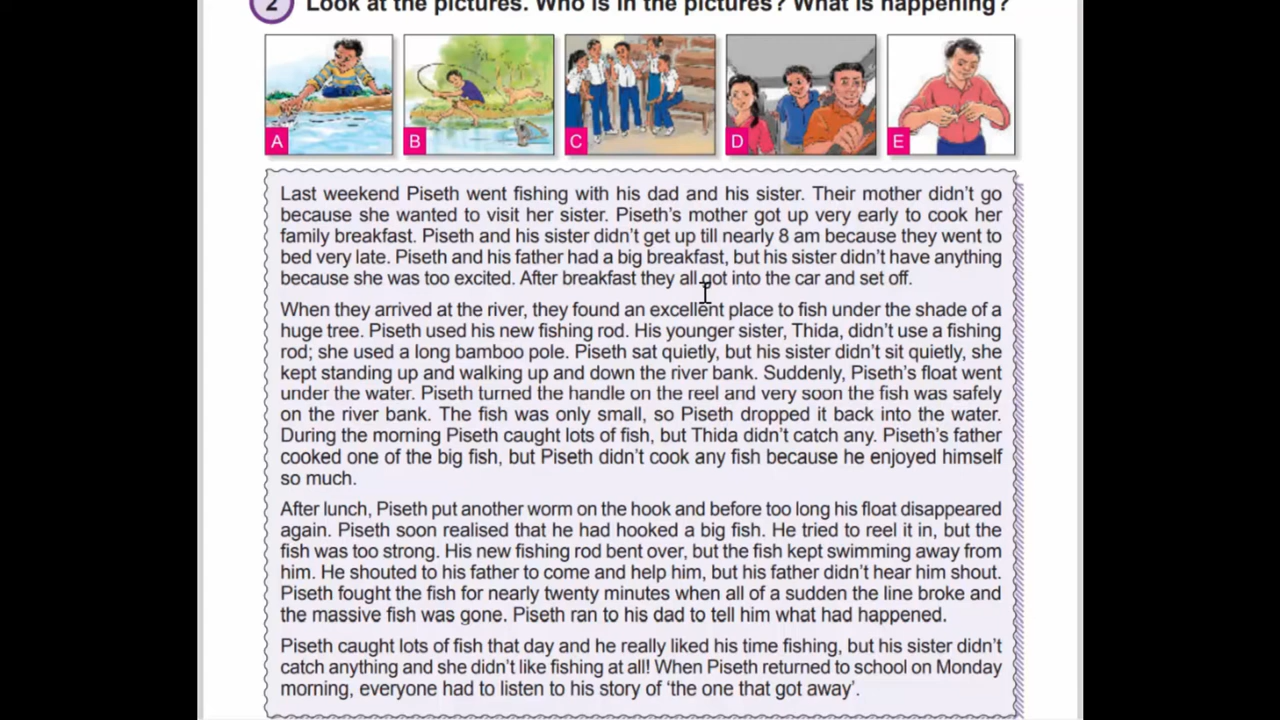 2 Look at the pictures. Who is in the pictures? What is happening?
A B C D E
Last weekend Piseth went fishing with his dad and his sister. Their mother didn't go
because she wanted to visit her sister. Piseth's mother got up very early to cook her
family breakfast. Piseth and his sister didn't get up till nearly 8 am because they went to
bed very late. Piseth and his father had a big breakfast, but his sister didn't have anything
because she was too excited. After breakfast they all got into the car and set off.
When they arrived at the river, they found an excellent place to fish under the shade of a
huge tree. Piseth used his new fishing rod. His younger sister, Thida, didn't use a fishing
rod; she used a long bamboo pole. Piseth sat quietly, but his sister didn't sit quietly, she
kept standing up and walking up and down the river bank. Suddenly, Piseth's float went
under the water. Piseth turned the handle on the reel and very soon the fish was safely
on the river bank. The fish was only small, so Piseth dropped it back into the water.
During the morning Piseth caught lots of fish, but Thida didn't catch any. Piseth's father
cooked one of the big fish, but Piseth didn't cook any fish because he enjoyed himself
so much.
After lunch, Piseth put another worm on the hook and before too long his float disappeared
again. Piseth soon realised that he had hooked a big fish. He tried to reel it in, but the
fish was too strong. His new fishing rod bent over, but the fish kept swimming away from
him. He shouted to his father to come and help him, but his father didn't hear him shout.
Piseth fought the fish for nearly twenty minutes when all of a sudden the line broke and
the massive fish was gone. Piseth ran to his dad to tell him what had happened.
Piseth caught lots of fish that day and he really liked his time fishing, but his sister didn't
catch anything and she didn't like fishing at all! When Piseth returned to school on Monday
morning, everyone had to listen to his story of 'the one that got away'.